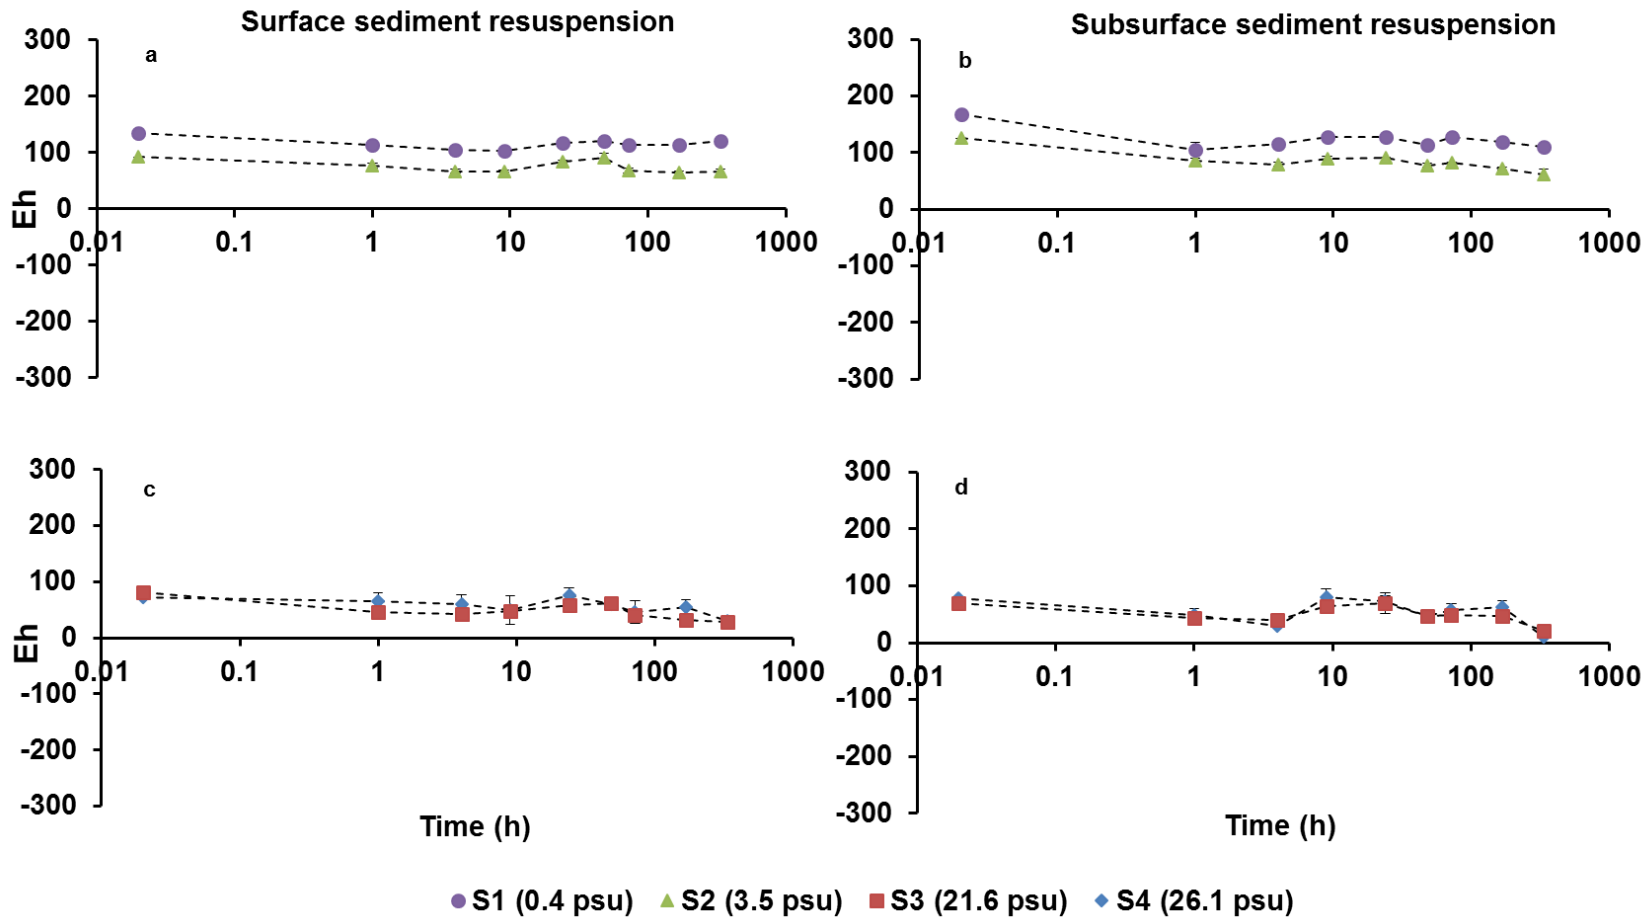 Surface sediment resuspension
Subsurface sediment resuspension
a
300
200
100
0
-100
-200
-300
Eh
0.01 0.1 1 10 100 1000
b
300
200
100
0
-100
-200
-300
0.01 0.1 1 10 100 1000
c
300
200
100
0
-100
-200
-300
Eh
0.01 0.1 1 10 100 1000
Time (h)
d
300
200
100
0
-100
-200
-300
0.01 0.1 1 10 100 1000
Time (h)
S1 (0.4 psu) S2 (3.5 psu) S3 (21.6 psu) S4 (26.1 psu)